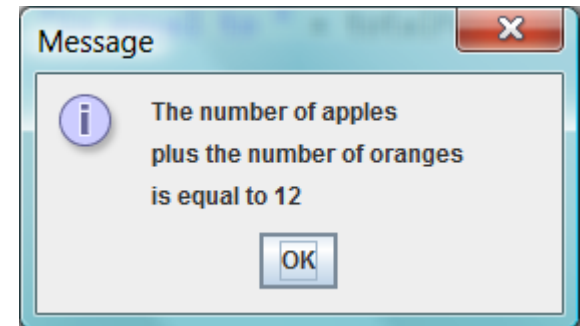 Message
The number of apples
plus the number of oranges
is equal to 12
OK